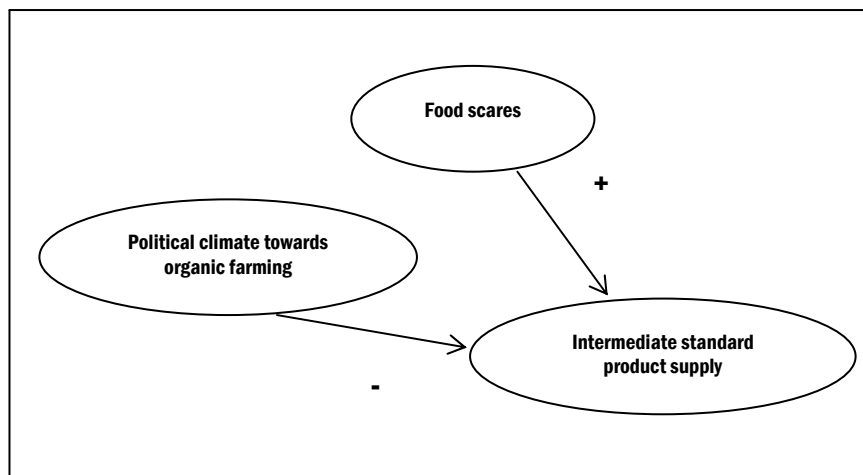 Food scares
+
Political climate towards
organic farming
Intermediate standard
product supply
-